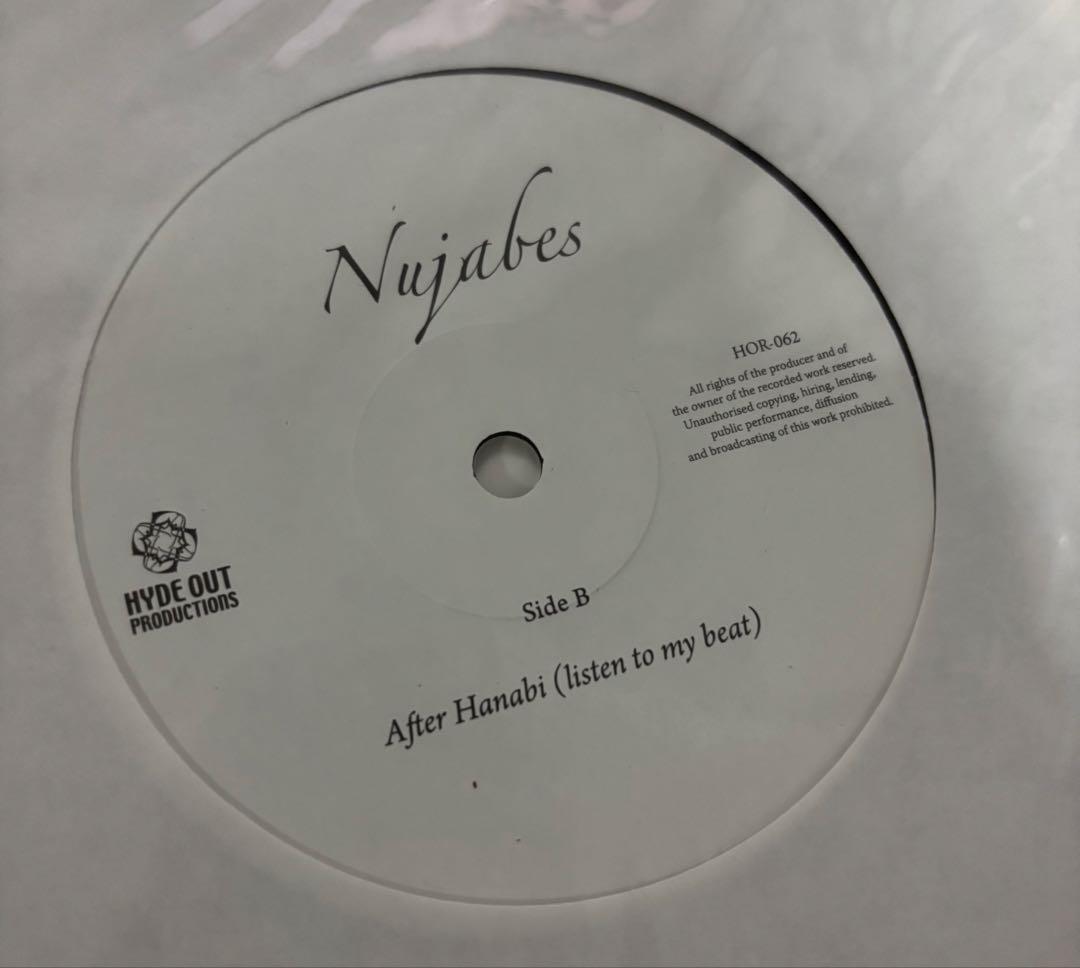 Nujabes
HOR-062
All rights of the producer and of
the owner of the recorded work reserved.
Unauthorised copying, hiring, lending,
public performance, diffusion
and broadcasting of this work prohibited.
HYDE OUT
PRODUCTIONS
Side B
After Hanabi (listen to my beat)